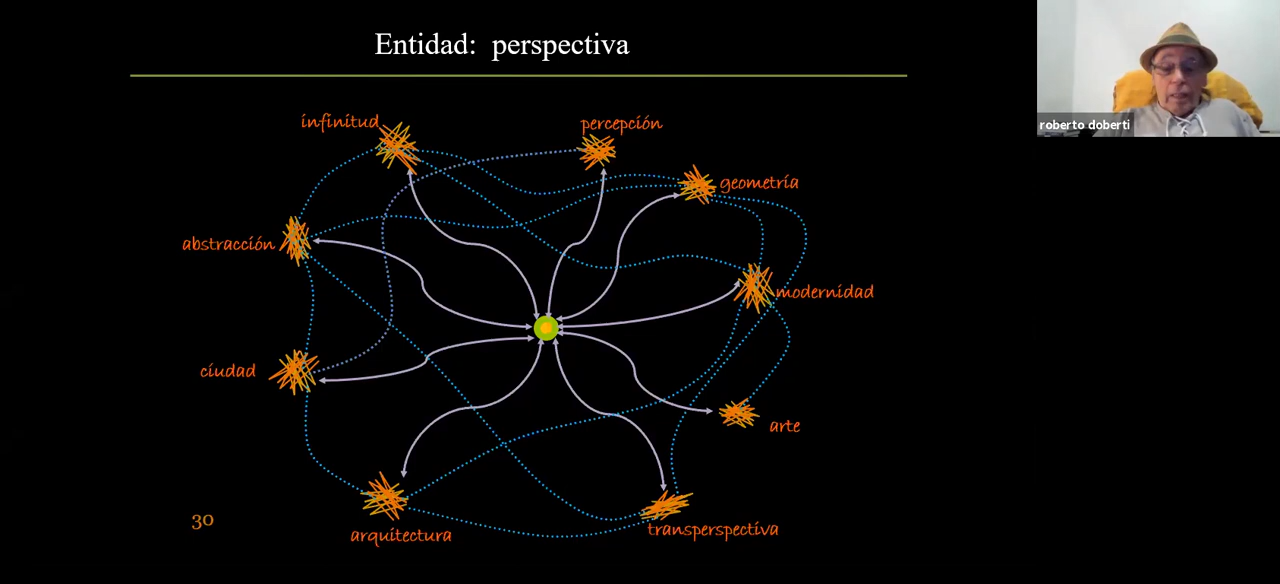 Entidad: perspectiva
roberto doberti
infinitud
percepción
geometría
abstracción
modernidad
ciudad
arte
30
arquitectura
transperspectiva